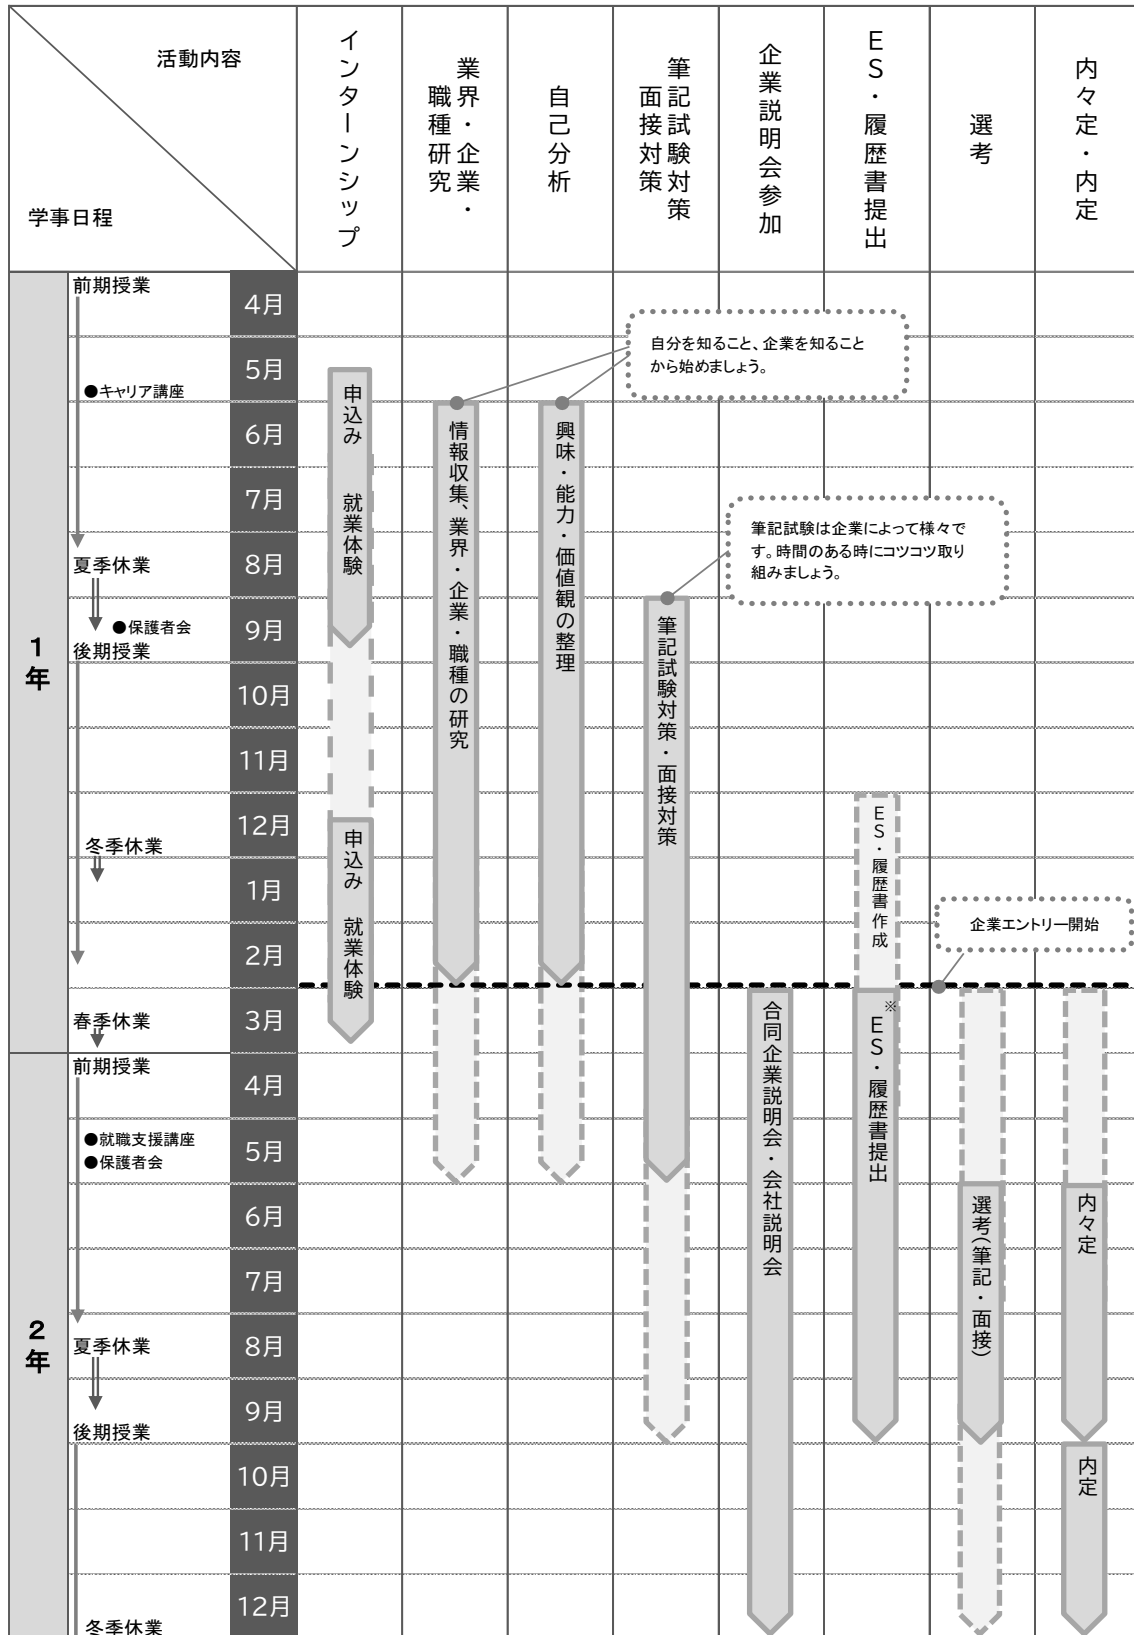 活動内容
学事日程
インターンシップ
業界・企業・
職種研究
自己分析
筆記試験対策
面接対策
企業説明会参加
ES・履歴書提出
選考
内々定・内定
1年
前期授業
4月
5月
●キャリア講座
6月
7月
夏季休業
8月
●保護者会
9月
後期授業
10月
11月
12月
冬季休業
1月
2月
春季休業
3月
申込み 就業体験
申込み 就業体験
情報収集、業界・企業・職種の研究
興味・能力・価値観の整理
自分を知ること、企業を知ること
から始めましょう。
筆記試験は企業によって様々で
す。時間のある時にコツコツ取り
組みましょう。
筆記試験対策・面接対策
ES・履歴書作成
企業エントリー開始
2年
前期授業
4月
●就職支援講座
●保護者会
5月
6月
7月
夏季休業
8月
9月
後期授業
10月
11月
12月
冬季休業
合同企業説明会・会社説明会
※
ES・履歴書提出
選考(筆記・面接)
内々定
内定